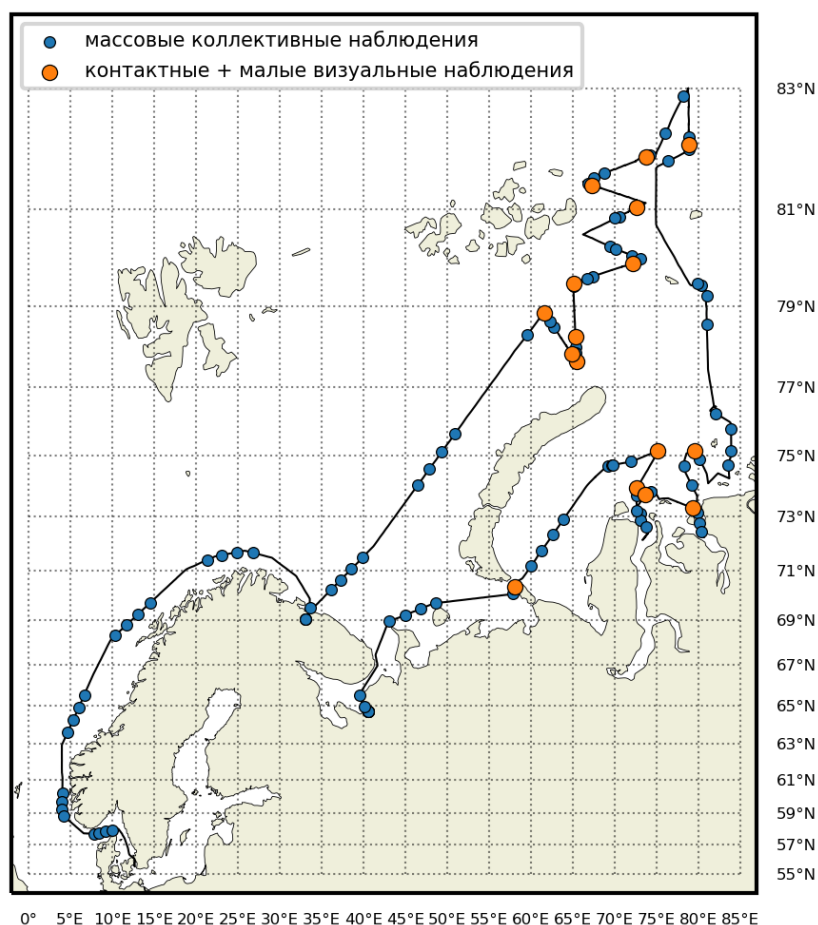 массовые коллективные наблюдения
контактные + малые визуальные наблюдения
83°N
81°N
79°N
77°N
75°N
73°N
71°N
69°N
67°N
65°N
63°N
61°N
59°N
57°N
55°N
0° 5°E 10°E 15°E 20°E 25°E 30°E 35°E 40°E 45°E 50°E 55°E 60°E 65°E 70°E 75°E 80°E 85°E